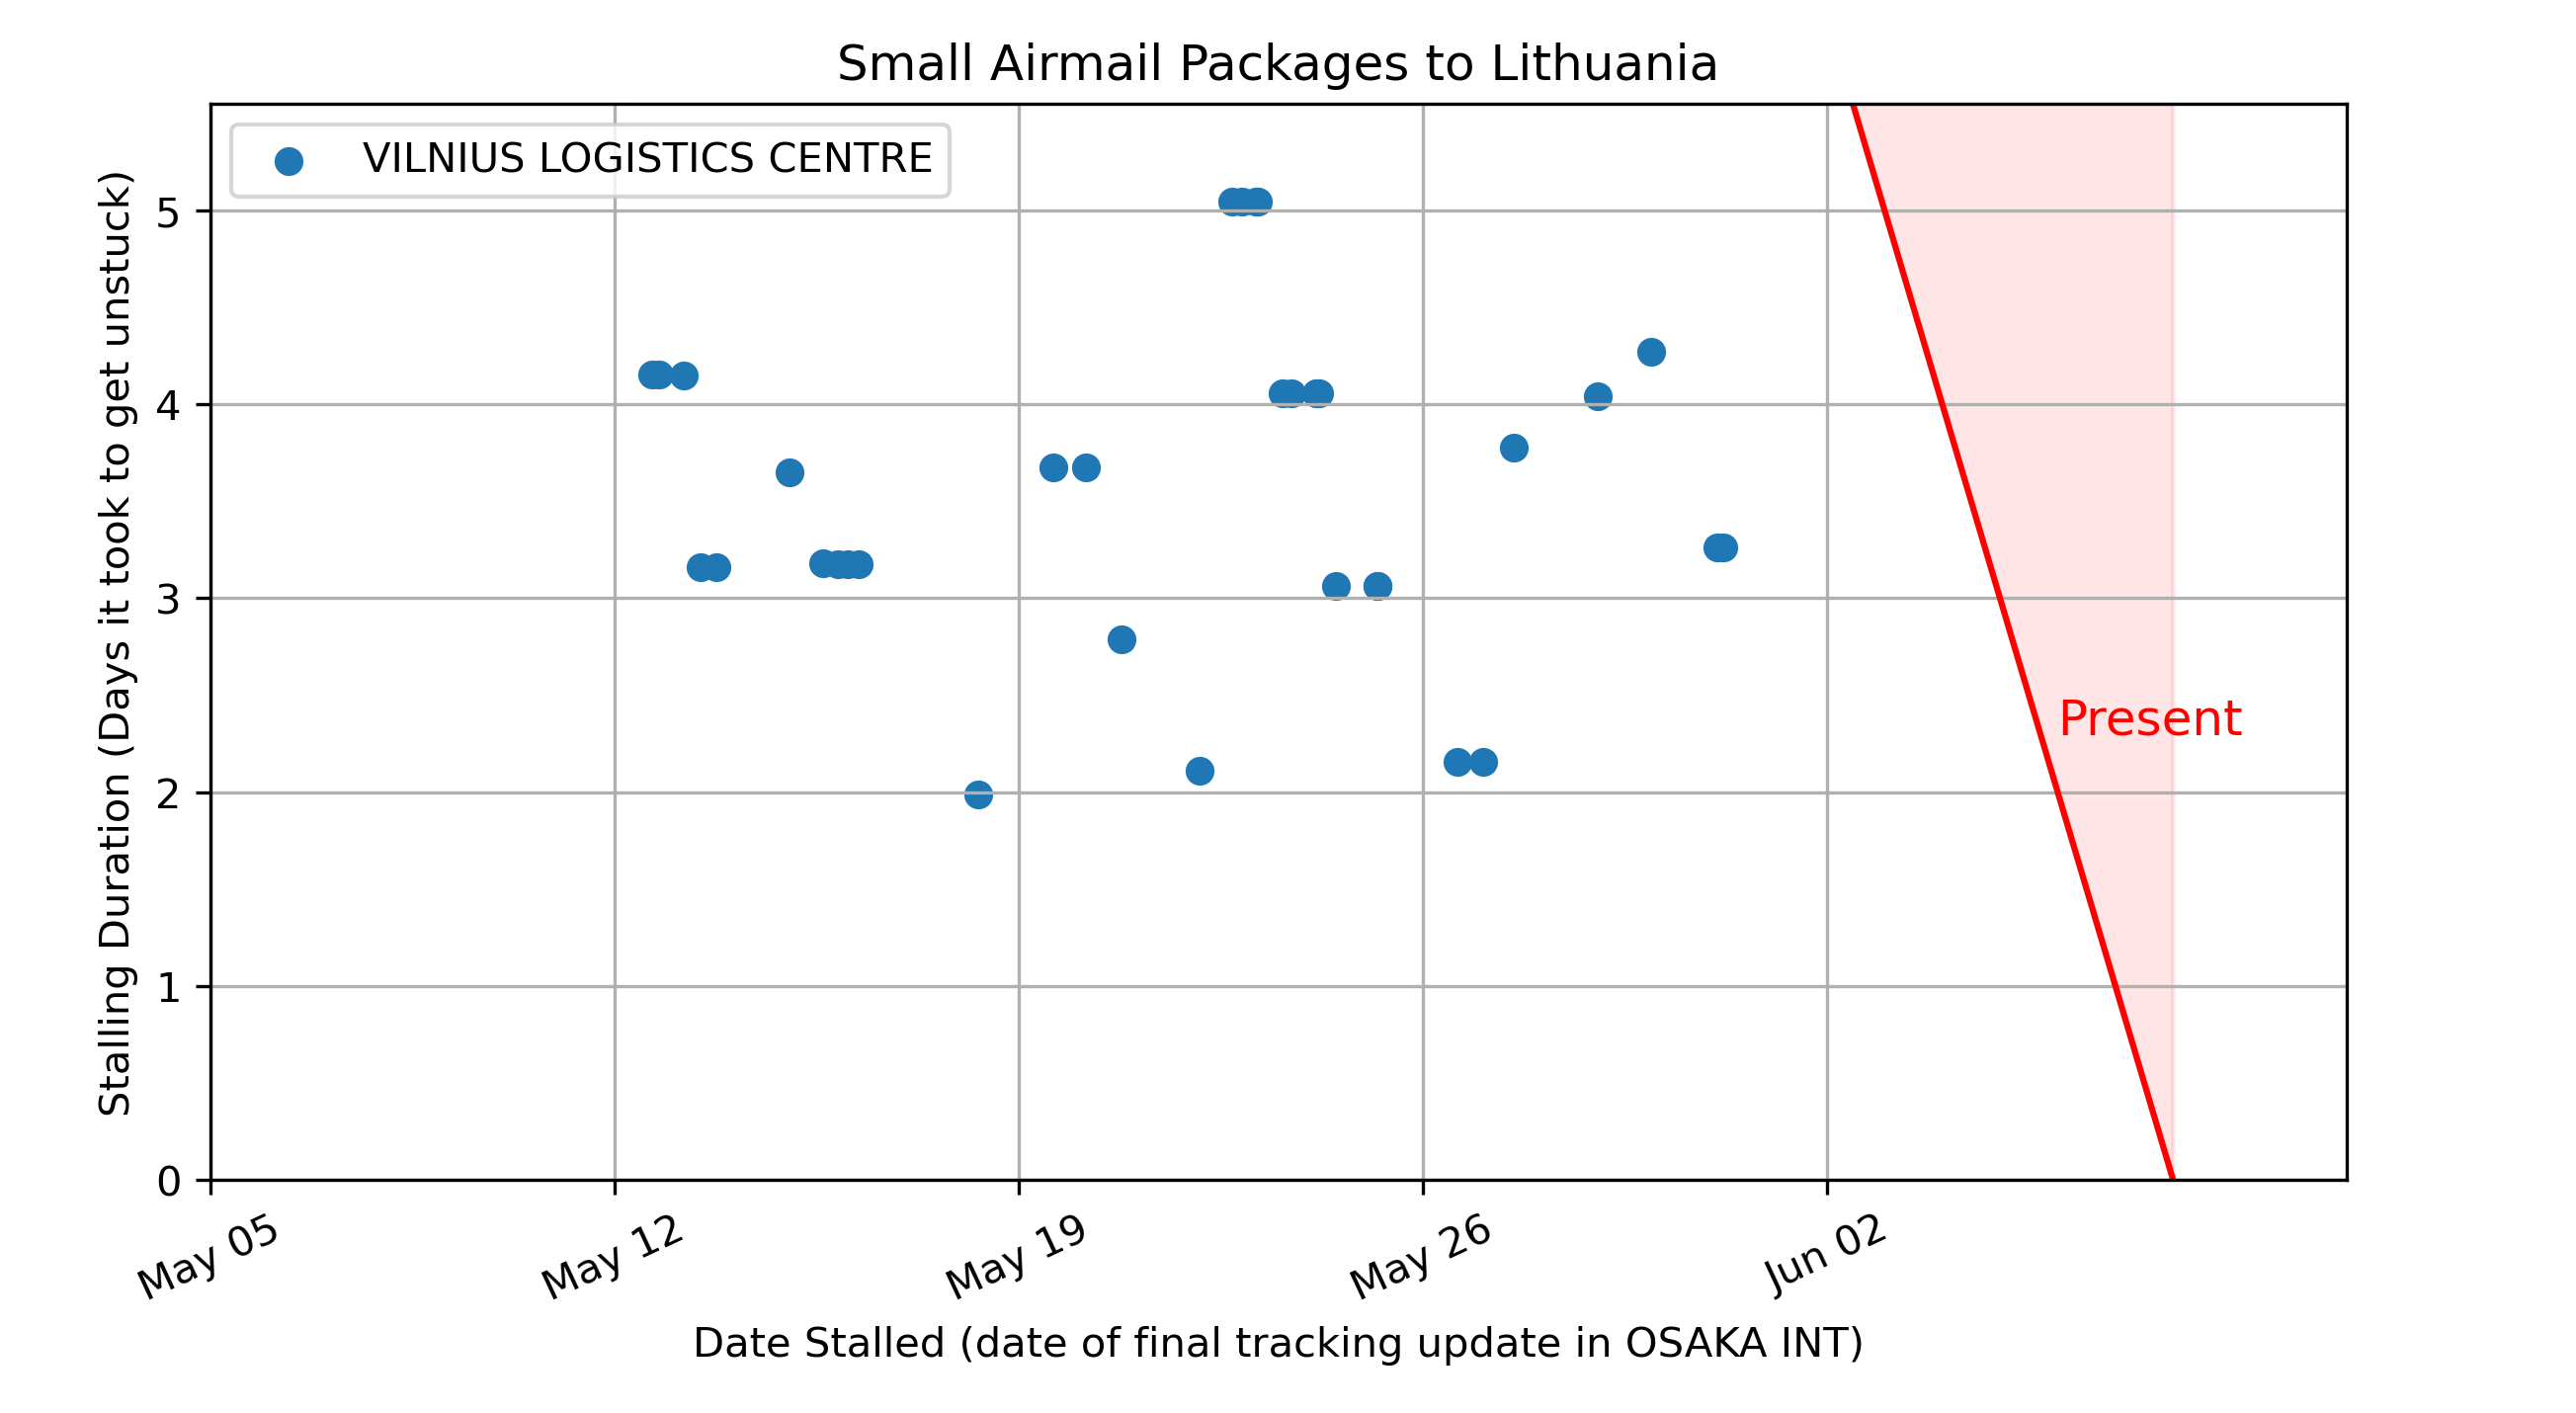 Small Airmail Packages to Lithuania
VILNIUS LOGISTICS CENTRE
Stalling Duration (Days it took to get unstuck)
5
4
3
2
1
0
Present
May 05
May 12
May 19
May 26
Jun 02
Date Stalled (date of final tracking update in OSAKA INT)